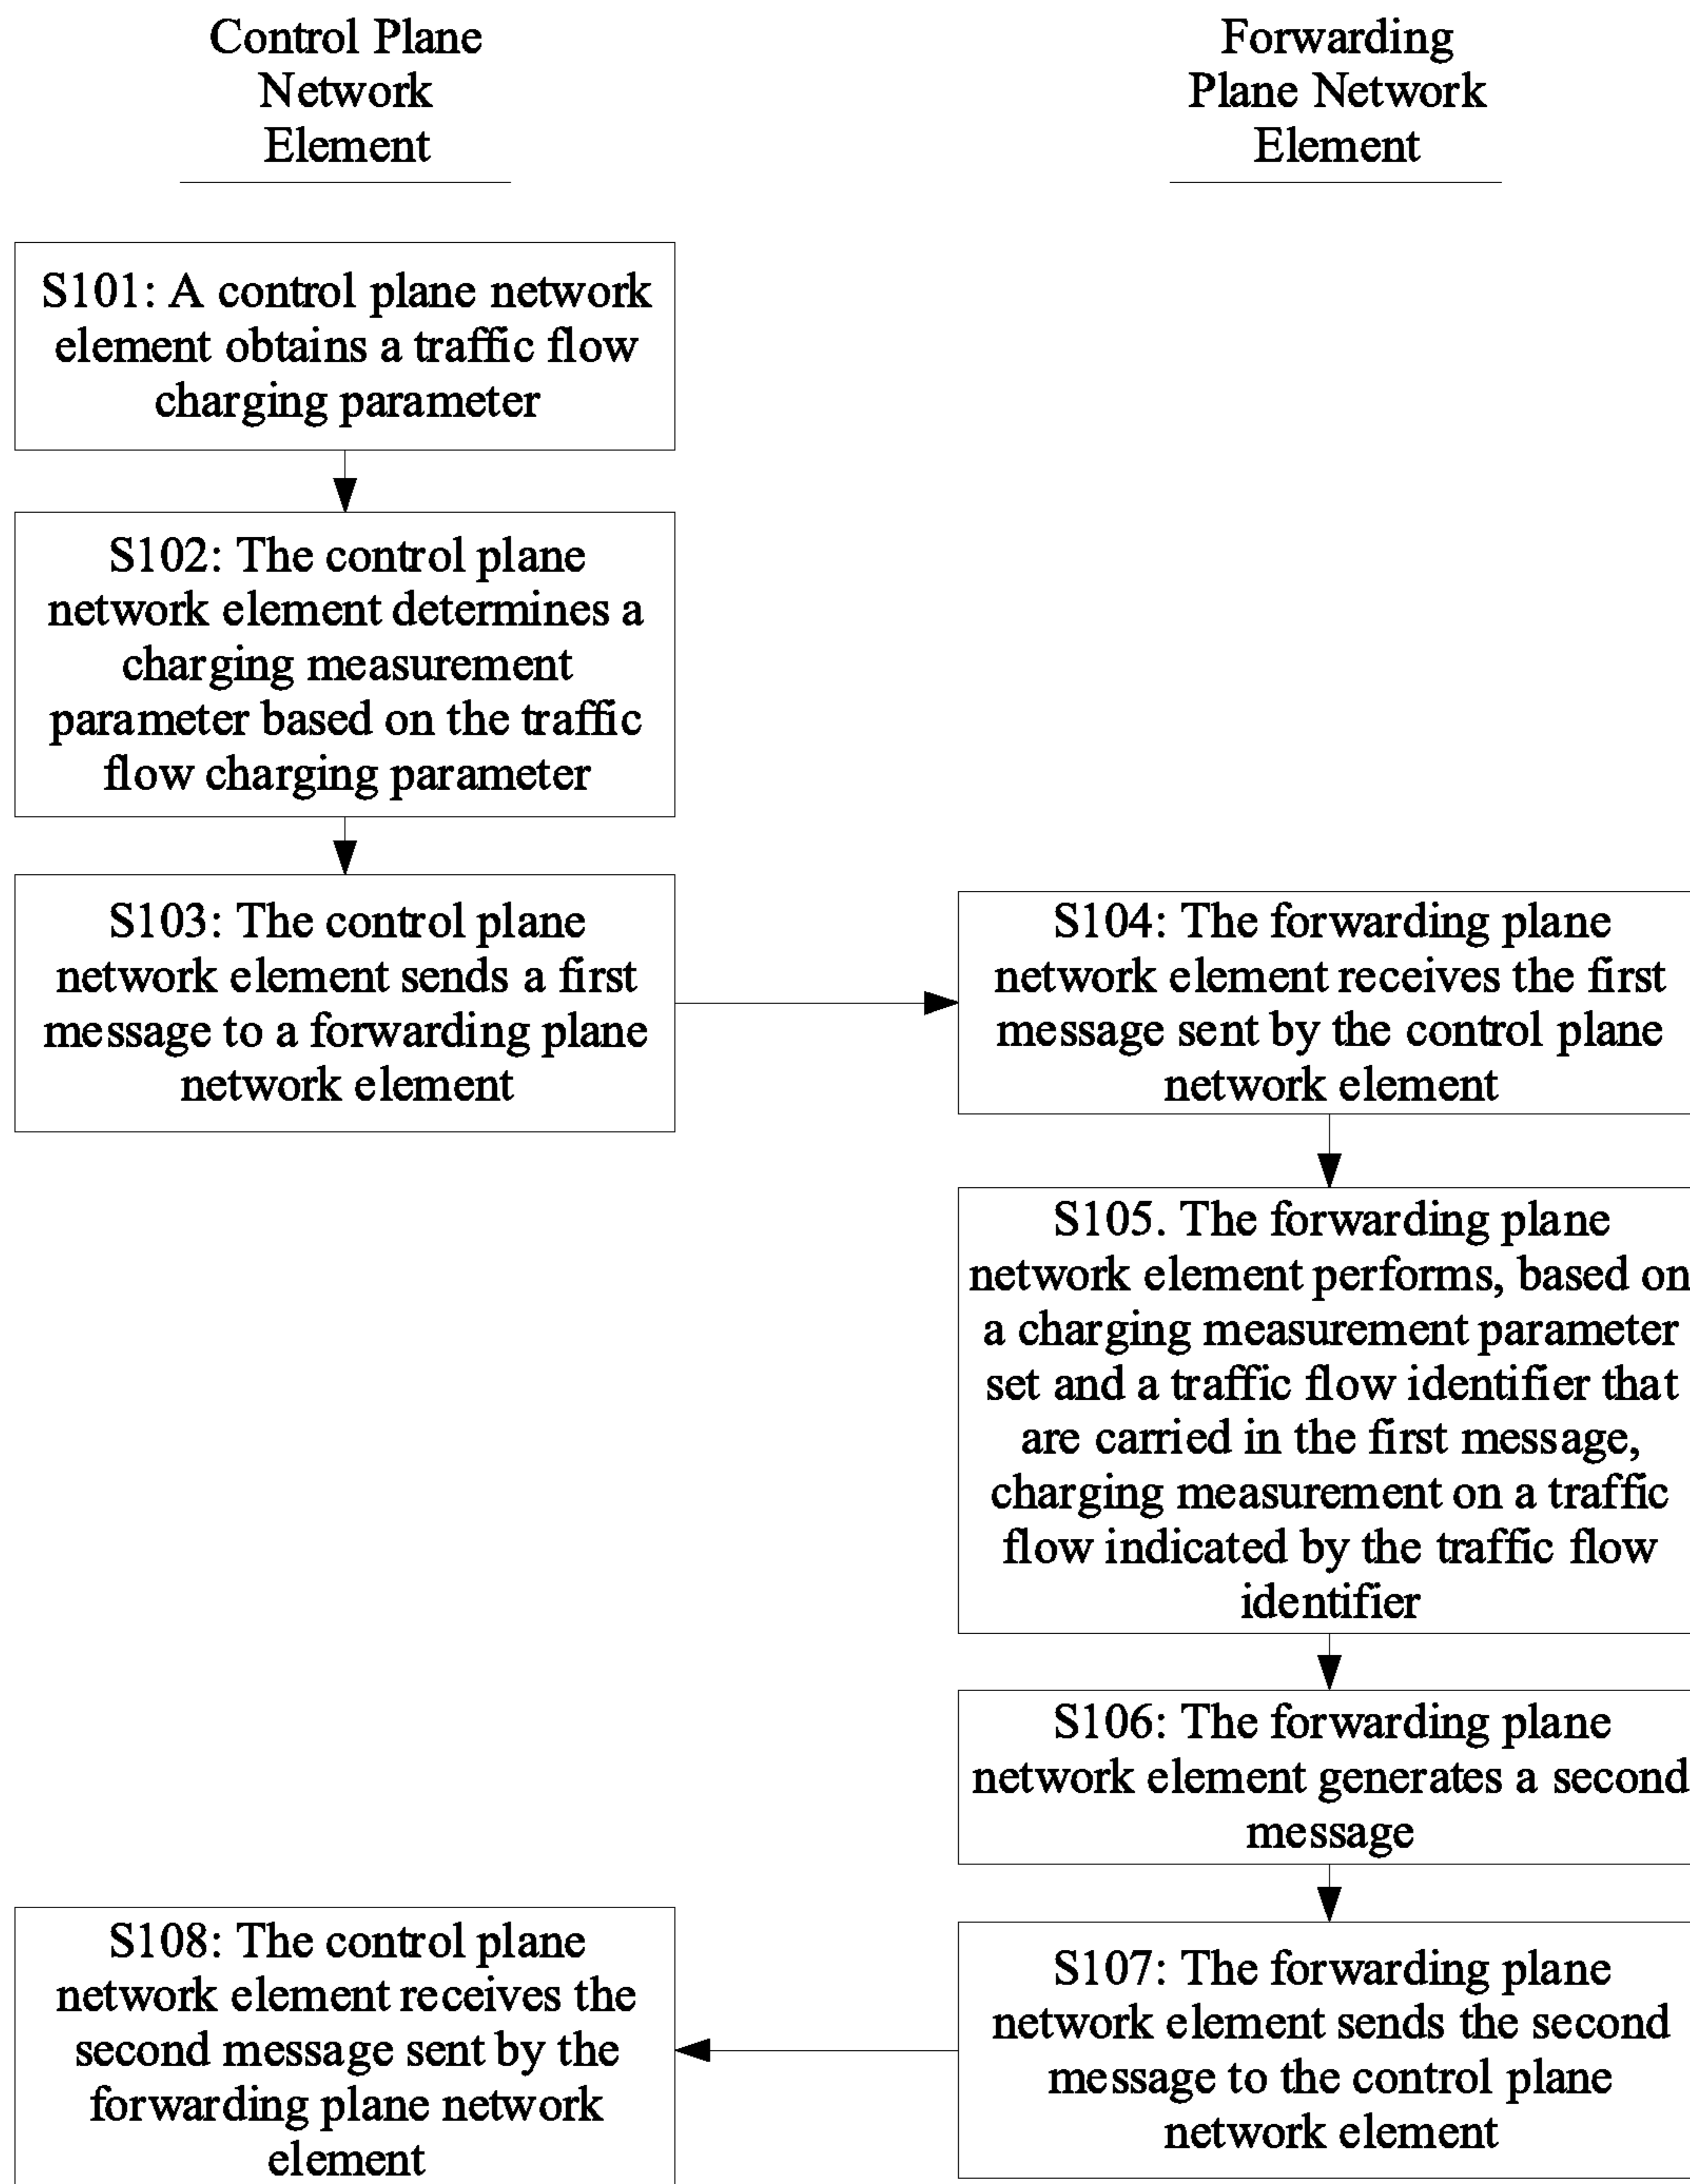 Control Plane
Network
Element
Forwarding
Plane Network
Element
S101: A control plane network
element obtains a traffic flow
charging parameter
S102: The control plane
network element determines a
charging measurement
parameter based on the traffic
flow charging parameter
S103: The control plane
network element sends a first
message to a forwarding plane
network element
S104: The forwarding plane
network element receives the first
message sent by the control plane
network element
S105. The forwarding plane
network element performs, based on
a charging measurement parameter
set and a traffic flow identifier that
are carried in the first message,
charging measurement on a traffic
flow indicated by the traffic flow
identifier
S106: The forwarding plane
network element generates a second
message
S107: The forwarding plane
network element sends the second
message to the control plane
network element
S108: The control plane
network element receives the
second message sent by the
forwarding plane network
element